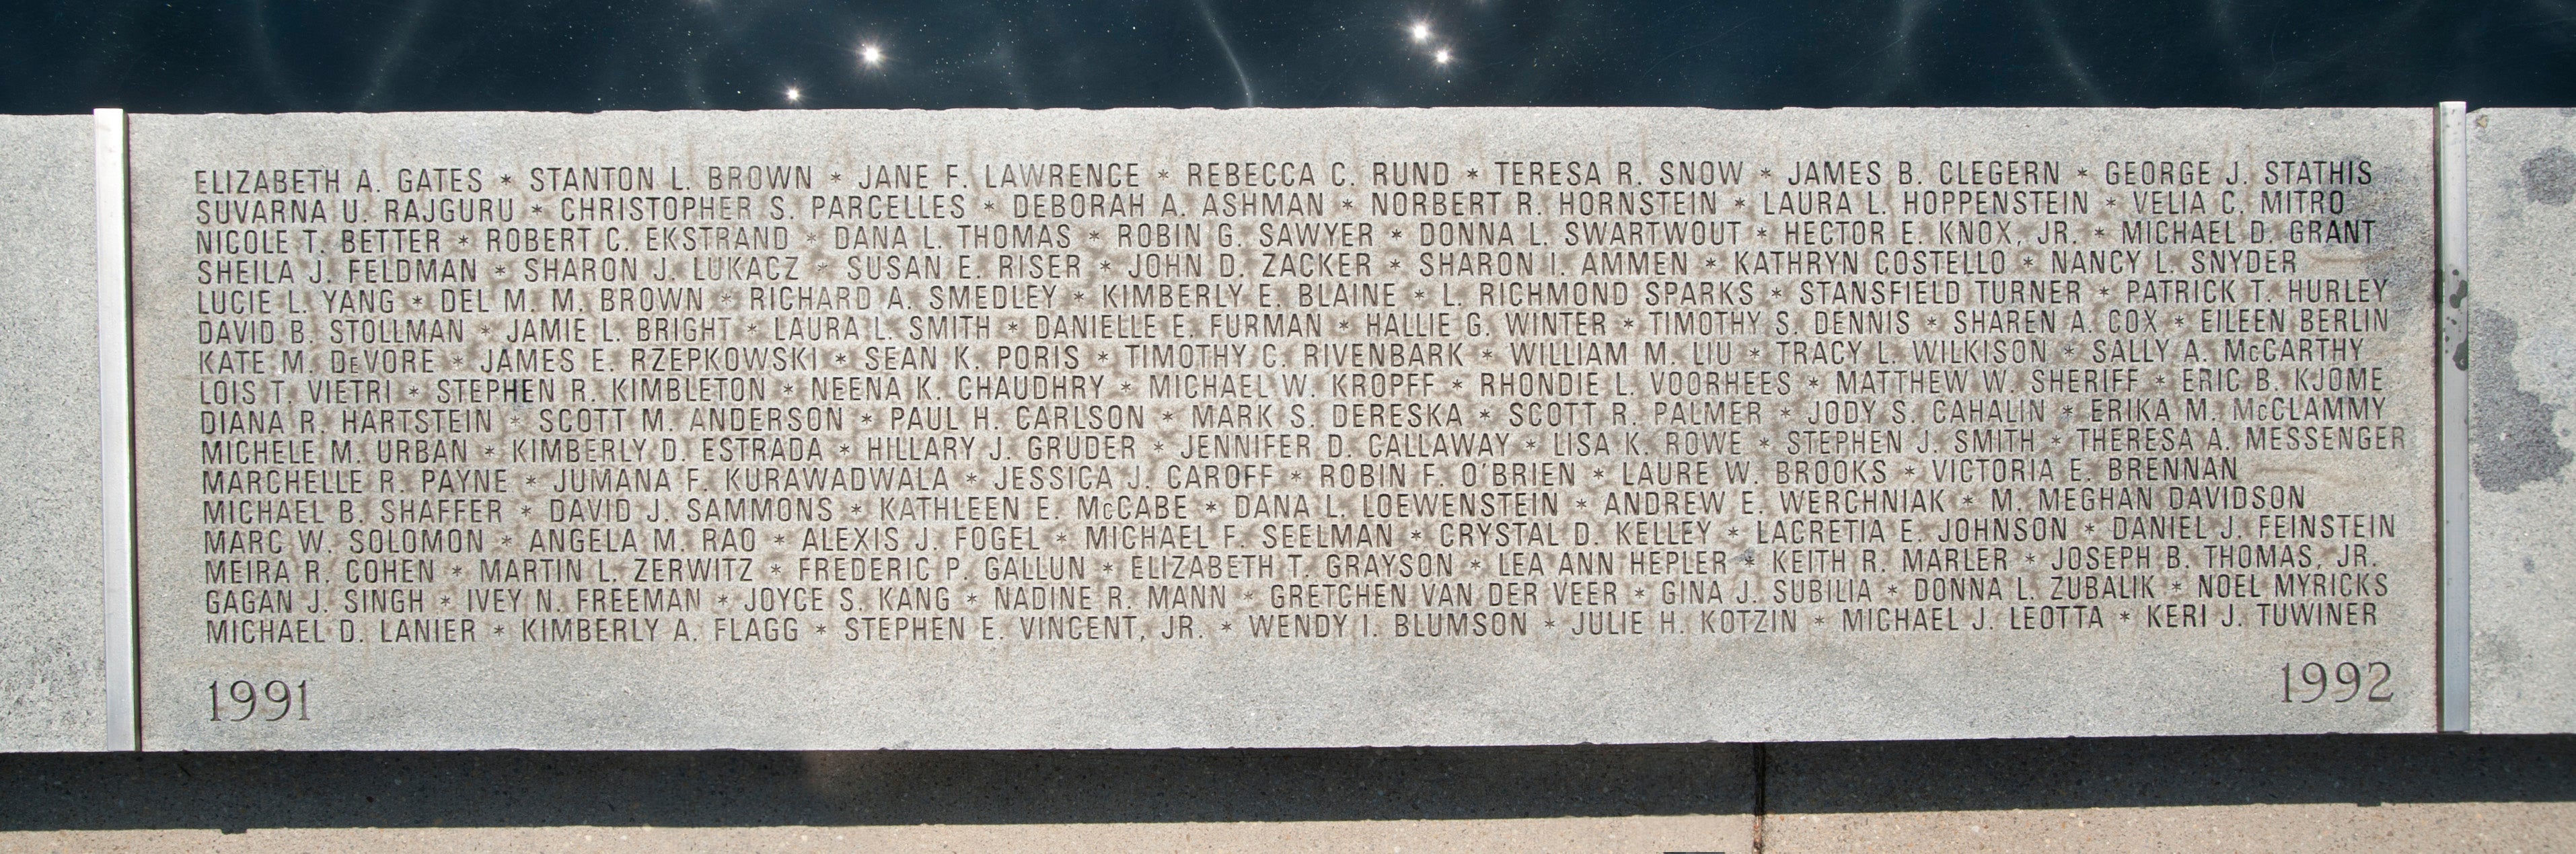 ELIZABETH A. GATES * STANTON L. BROWN * JANE F. LAWRENCE * REBECCA C. RUND * TERESA R. SNOW * JAMES B. CLEGERN * GEORGE J. STATHIS
SUVARNA U. RAJGURU * CHRISTOPHER S. PARCELLES * DEBORAH A. ASHMAN * NORBERT R. HORNSTEIN * LAURA L. HOPPENSTEIN * VELIA C. MITRO
NICOLE T. BETTER * ROBERT C. EKSTRAND * DANA L. THOMAS * ROBIN G. SAWYER * DONNA L. SWARTWOUT * HECTOR E. KNOX, JR. * MICHAEL D. GRANT
SHEILA J. FELDMAN * SHARON J. LUKACZ * SUSAN E. RISER * JOHN D. ZACKER * SHARON I. AMMEN * KATHRYN COSTELLO * NANCY L. SNYDER
LUCIE L. YANG * DEL M. M. BROWN * RICHARD A. SMEDLEY * KIMBERLY E. BLAINE * L. RICHMOND SPARKS * STANSFIELD TURNER * PATRICK T. HURLEY
DAVID B. STOLLMAN * JAMIE L. BRIGHT * LAURA L. SMITH * DANIELLE E. FURMAN * HALLIE G. WINTER * TIMOTHY S. DENNIS * SHAREN A. COX * EILEEN BERLIN
KATE M. DeVORE * JAMES E. RZEPKOWSKI * SEAN K. PORIS * TIMOTHY C. RIVENBARK * WILLIAM M. LIU * TRACY L. WILKISON * SALLY A. McCARTHY
LOIS T. VIETRI * STEPHEN R. KIMBLETON * NEENA K. CHAUDHRY * MICHAEL W. KROPFF * RHONDIE L. VOORHEES * MATTHEW W. SHERIFF * ERIC B. KJOME
DIANA R. HARTSTEIN * SCOTT M. ANDERSON * PAUL H. CARLSON * MARK S. DERESKA * SCOTT R. PALMER * JODY S. CAHALIN * ERIKA M. McCLAMMY
MICHELE M. URBAN * KIMBERLY D. ESTRADA * HILLARY J. GRUDER * JENNIFER D. CALLAWAY * LISA K. ROWE * STEPHEN J. SMITH * THERESA A. MESSENGER
MARCHELLE R. PAYNE * JUMANA F. KURAWADWALA * JESSICA J. CAROFF * ROBIN F. O'BRIEN * LAURE W. BROOKS * VICTORIA E. BRENNAN
MICHAEL B. SHAFFER * DAVID J. SAMMONS * KATHLEEN E. McCABE * DANA L. LOEWENSTEIN * ANDREW E. WERCHNIAK * M. MEGHAN DAVIDSON
MARC W. SOLOMON * ANGELA M. RAO * ALEXIS J. FOGEL * MICHAEL F. SEELMAN * CRYSTAL D. KELLEY * LACRETIA E. JOHNSON * DANIEL J. FEINSTEIN
MEIRA R. COHEN * MARTIN L. ZERWITZ * FREDERIC P. GALLUN * ELIZABETH T. GRAYSON * LEA ANN HEPLER * KEITH R. MARLER * JOSEPH B. THOMAS, JR.
GAGAN J. SINGH * IVEY N. FREEMAN * JOYCE S. KANG * NADINE R. MANN * GRETCHEN VAN DER VEER * GINA J. SUBILIA * DONNA L. ZUBALIK * NOEL MYRICKS
MICHAEL D. LANIER * KIMBERLY A. FLAGG * STEPHEN E. VINCENT, JR. * WENDY I. BLUMSON * JULIE H. KOTZIN * MICHAEL J. LEOTTA * KERI J. TUWINER
1991 1992